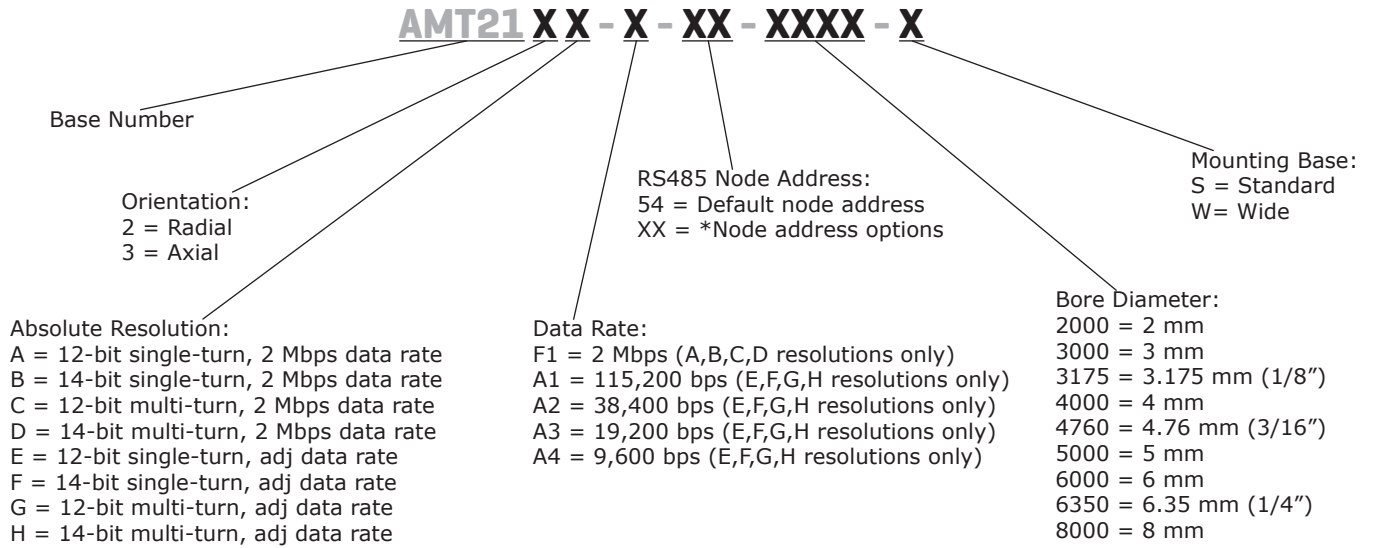 AMT21 X X - X - XX - XXXX - X
Base Number
Orientation:
2 = Radial
3 = Axial
Absolute Resolution:
A = 12-bit single-turn, 2 Mbps data rate
B = 14-bit single-turn, 2 Mbps data rate
C = 12-bit multi-turn, 2 Mbps data rate
D = 14-bit multi-turn, 2 Mbps data rate
E = 12-bit single-turn, adj data rate
F = 14-bit single-turn, adj data rate
G = 12-bit multi-turn, adj data rate
H = 14-bit multi-turn, adj data rate
Data Rate:
F1 = 2 Mbps (A,B,C,D resolutions only)
A1 = 115,200 bps (E,F,G,H resolutions only)
A2 = 38,400 bps (E,F,G,H resolutions only)
A3 = 19,200 bps (E,F,G,H resolutions only)
A4 = 9,600 bps (E,F,G,H resolutions only)
RS485 Node Address:
54 = Default node address
XX = *Node address options
Bore Diameter:
2000 = 2 mm
3000 = 3 mm
3175 = 3.175 mm (1/8″)
4000 = 4 mm
4760 = 4.76 mm (3/16″)
5000 = 5 mm
6000 = 6 mm
6350 = 6.35 mm (1/4″)
8000 = 8 mm
Mounting Base:
S = Standard
W= Wide